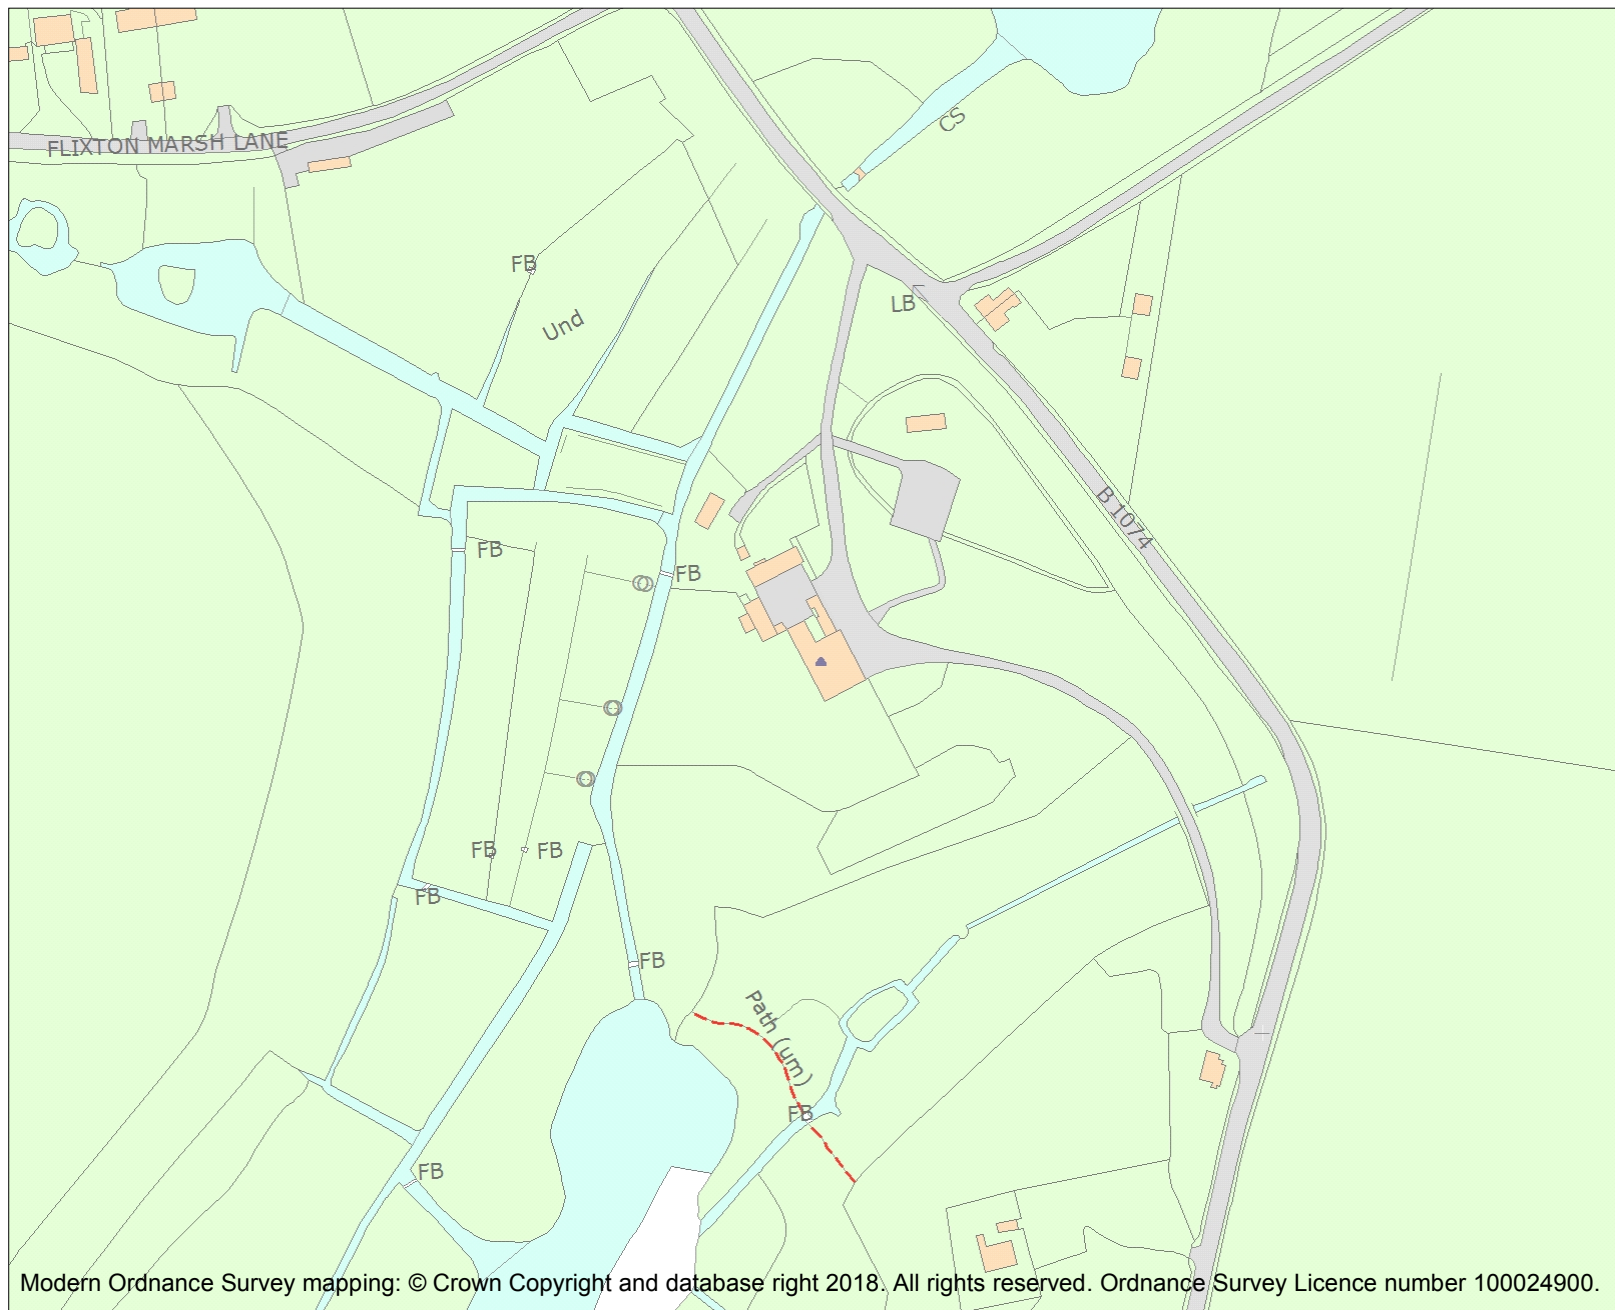 CS
FLIXTON MARSH LANE
FB
LB
Und
B 1074
FB
FB
FB
FB
FB
FB
Path (um)
FB
FB
Modern Ordnance Survey mapping: © Crown Copyright and database right 2018. All rights reserved. Ordnance Survey Licence number 100024900.